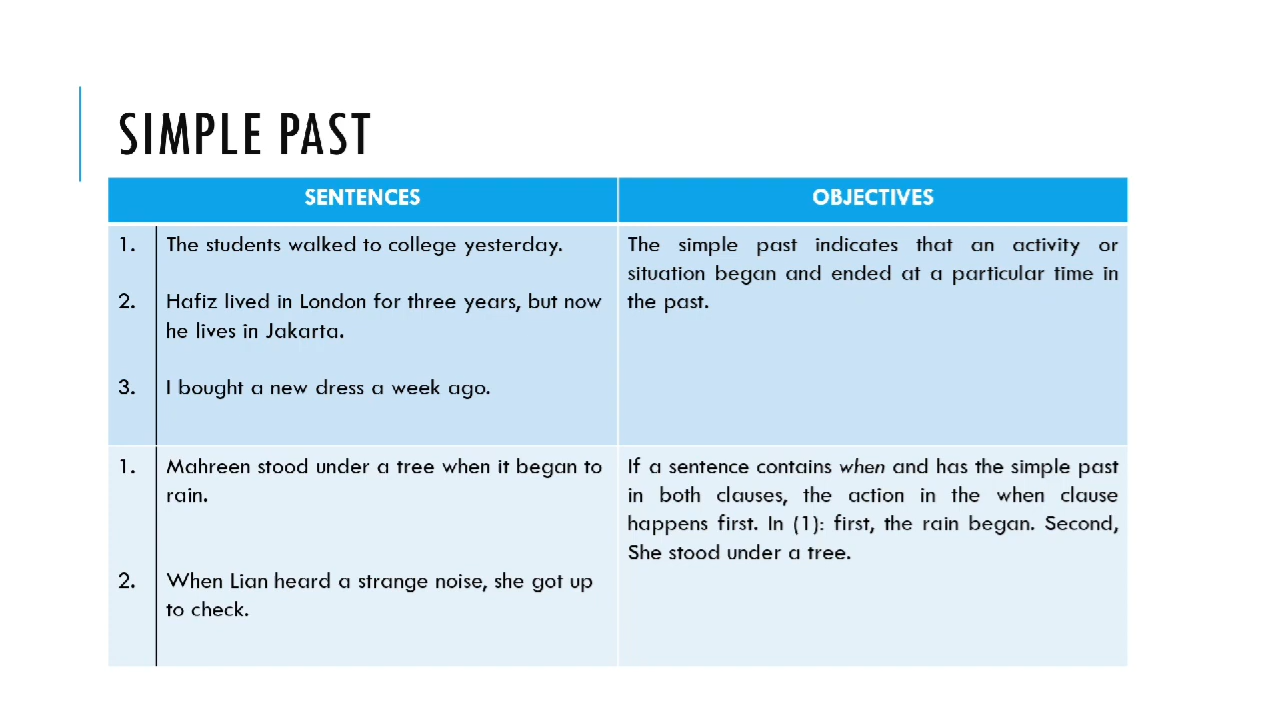 SIMPLE PAST
SENTENCES
OBJECTIVES
1. The students walked to college yesterday.
2. Hafiz lived in London for three years, but now
he lives in Jakarta.
3. I bought a new dress a week ago.
The simple past indicates that an activity or
situation began and ended at a particular time in
the past.
1. Mahreen stood under a tree when it began to
rain.
2. When Lian heard a strange noise, she got up
to check.
If a sentence contains when and has the simple past
in both clauses, the action in the when clause
happens first. In (1): first, the rain began. Second,
She stood under a tree.